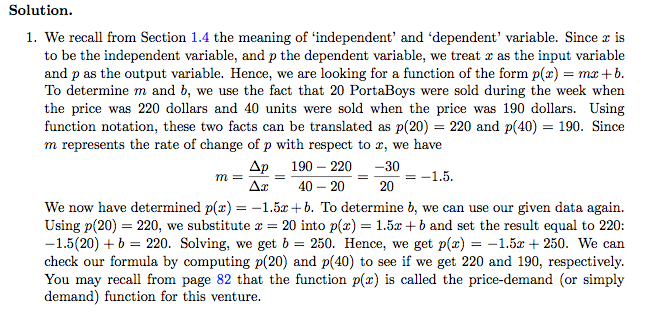 Solution.
1. We recall from Section 1.4 the meaning of ‘independent’ and ‘dependent’ variable. Since x is
to be the independent variable, and p the dependent variable, we treat x as the input variable
and p as the output variable. Hence, we are looking for a function of the form p(x) = mx + b.
To determine m and b, we use the fact that 20 PortaBoys were sold during the week when
the price was 220 dollars and 40 units were sold when the price was 190 dollars. Using
function notation, these two facts can be translated as p(20) = 220 and p(40) = 190. Since
m represents the rate of change of p with respect to x, we have
m = Δp/Δx = (190 − 220)/(40 − 20) = −30/20 = −1.5.
We now have determined p(x) = −1.5x + b. To determine b, we can use our given data again.
Using p(20) = 220, we substitute x = 20 into p(x) = 1.5x + b and set the result equal to 220:
−1.5(20) + b = 220. Solving, we get b = 250. Hence, we get p(x) = −1.5x + 250. We can
check our formula by computing p(20) and p(40) to see if we get 220 and 190, respectively.
You may recall from page 82 that the function p(x) is called the price-demand (or simply
demand) function for this venture.